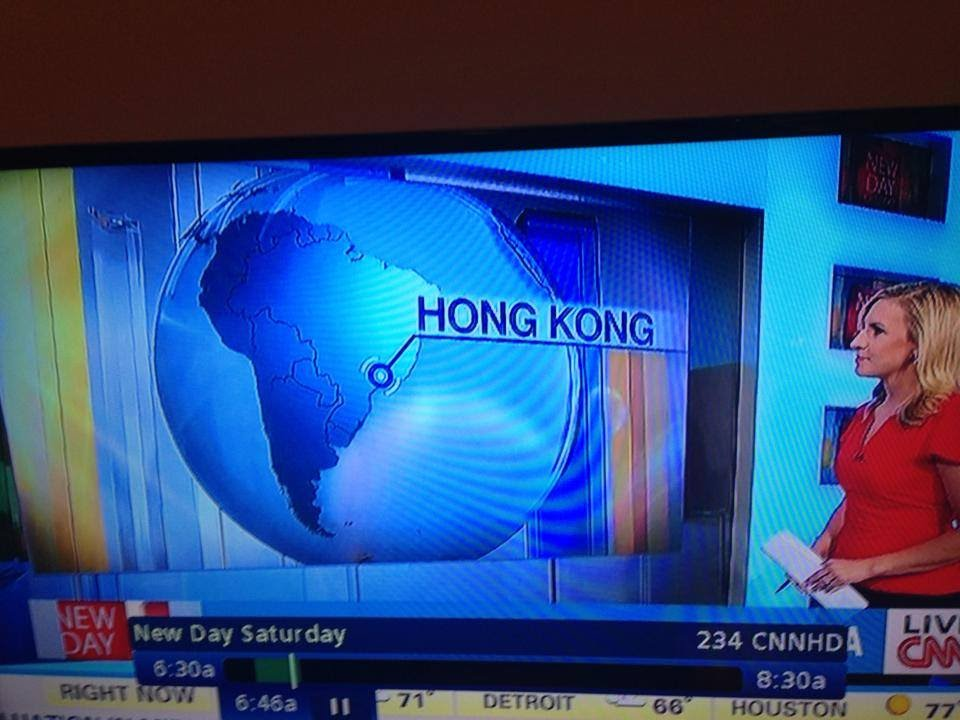 NEW
DAY
HONG KONG
NEW
DAY
New Day Saturday
234 CNNHD
LIV
CNN
6:30a
8:30a
RIGHT NOW
6:46a
71°
DETROIT
66°
HOUSTON
77